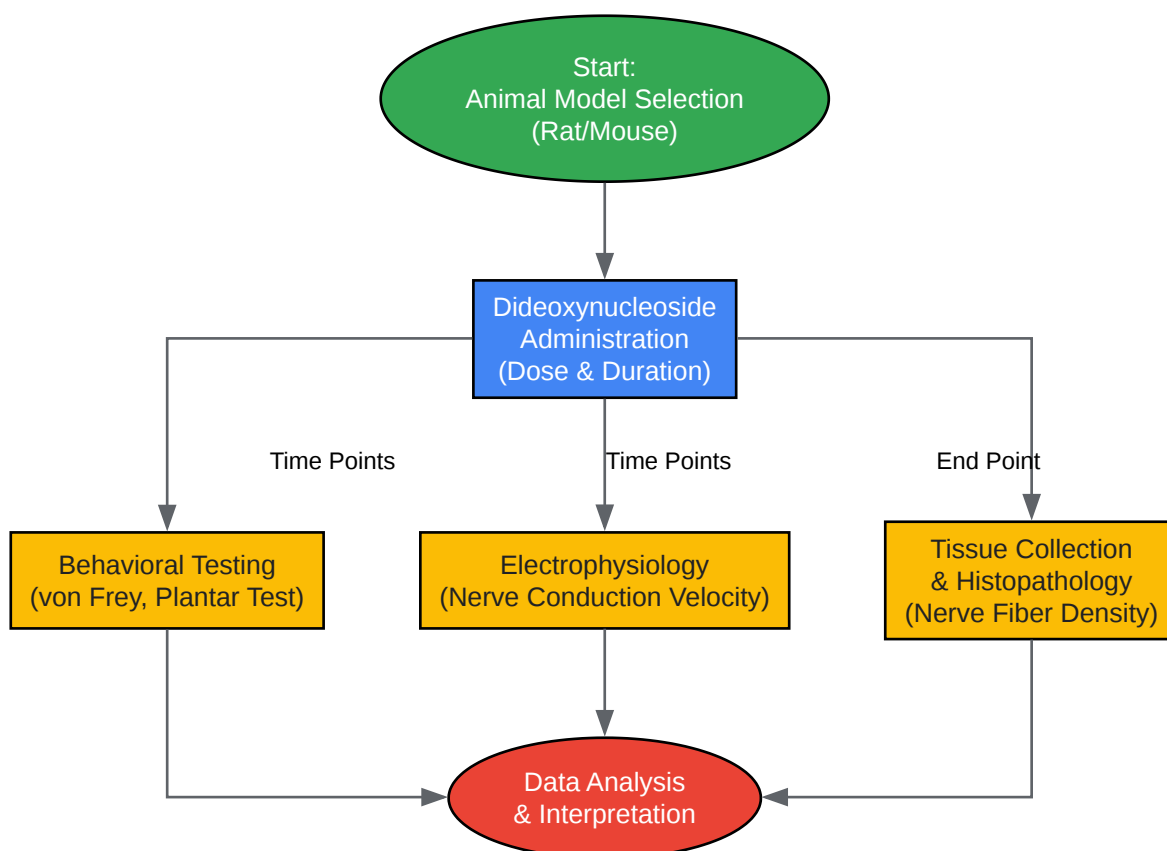 Start:
Animal Model Selection
(Rat/Mouse)
Dideoxynucleoside
Administration
(Dose & Duration)
Time Points
Time Points
End Point
Behavioral Testing
(von Frey, Plantar Test)
Electrophysiology
(Nerve Conduction Velocity)
Tissue Collection
& Histopathology
(Nerve Fiber Density)
Data Analysis
& Interpretation